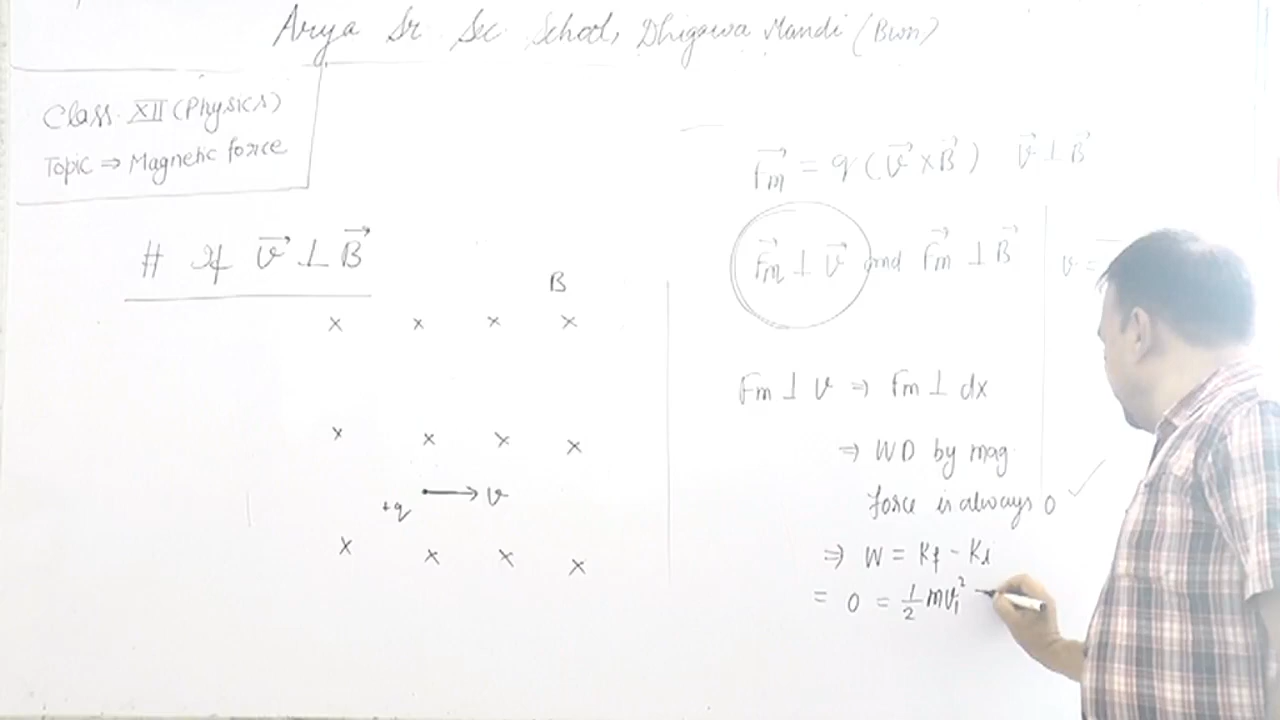 Arya Sr Sec School, Dhigawa Mandi (Bwn)
Class XII (Physics)
Topic ⇒ Magnetic force
# If v⃗ ⊥ B⃗
B
× × × ×
× × × ×
+q v
× × × ×
F⃗m = q (v⃗ × B⃗) v⃗ ⊥ B⃗
F⃗m ⊥ v⃗ and F⃗m ⊥ B⃗
v =
Fm ⊥ v ⇒ Fm ⊥ dx
⇒ WD by mag
force is always 0
⇒ W = Kf - Ki
= 0 = 1/2 mv₁²